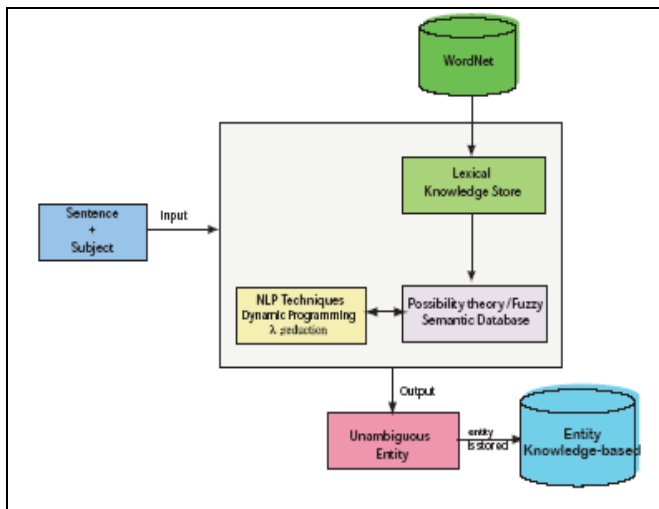 WordNet
Lexical
Knowledge Store
Sentence
+
Subject
Input
NLP Techniques
Dynamic Programming
λ reduction
Possibility theory/Fuzzy
Semantic Database
Output
Unambiguous
Entity
entity
is stored
Entity
Knowledge-based